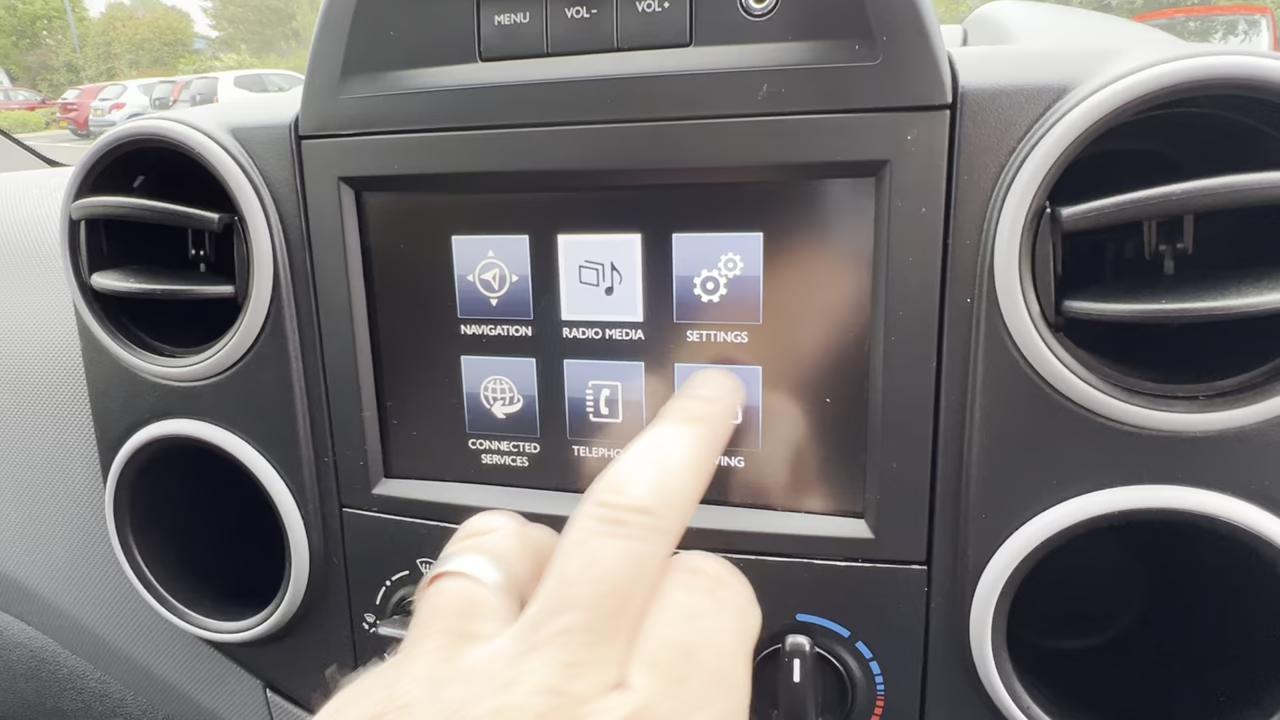 MENU
VOL-
VOL+
NAVIGATION
RADIO MEDIA
SETTINGS
CONNECTED
SERVICES